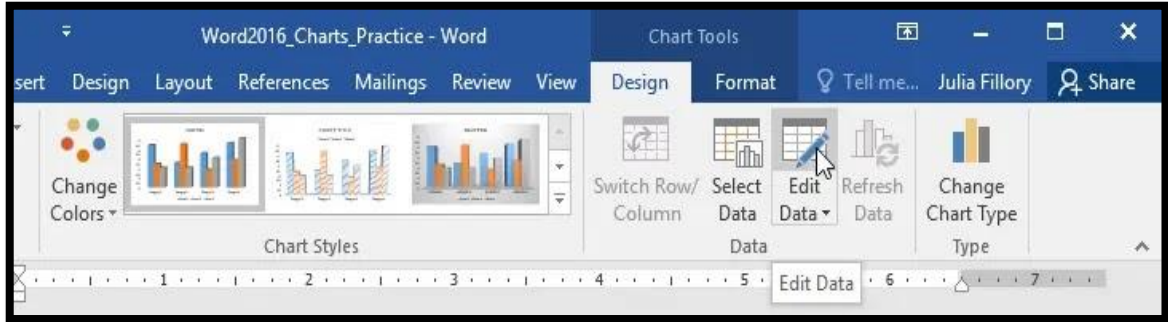 Word2016_Charts_Practice - Word
Chart Tools
sert Design Layout References Mailings Review View Design Format Tell me... Julia Fillory Share
Change Colors
Switch Row/ Column
Select Data
Edit Data
Refresh Data
Change Chart Type
Chart Styles
Data
Type
1 2 3 4 5 6 7
Edit Data